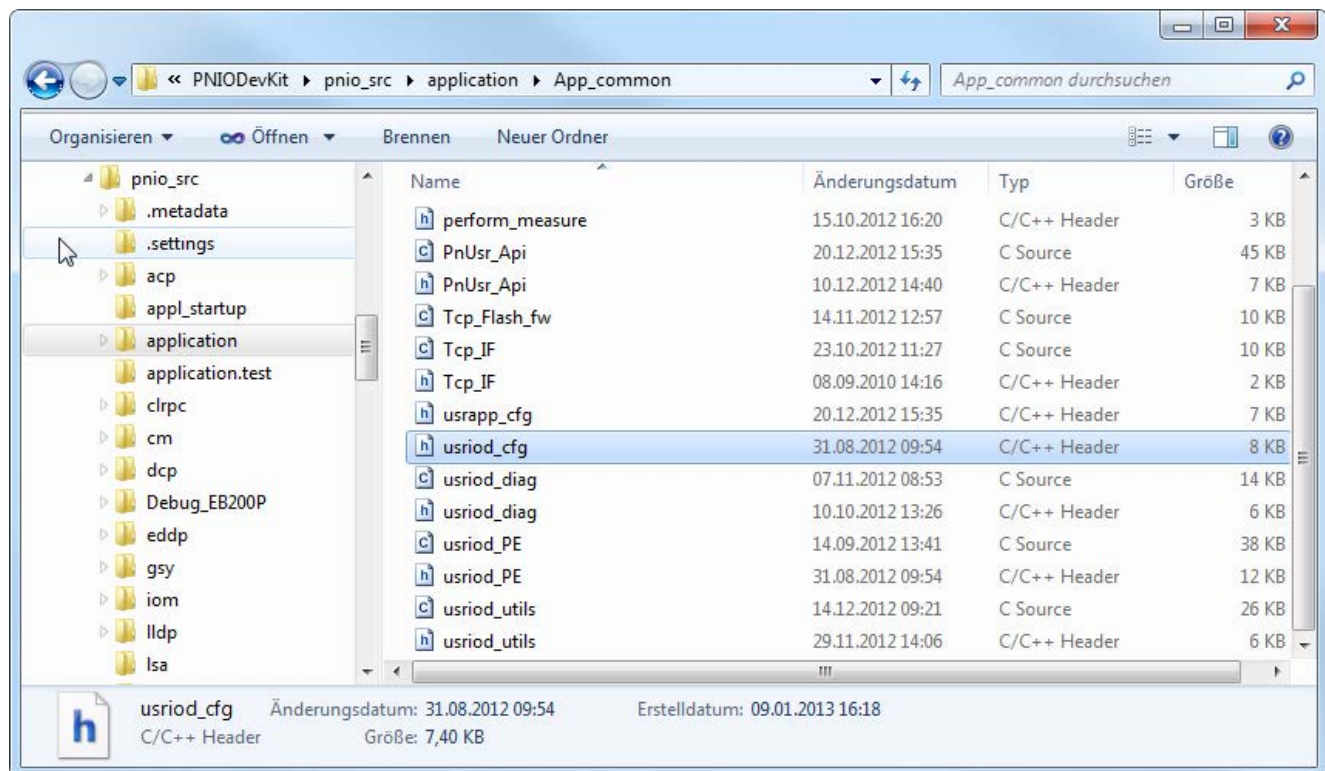 « PNIODevKit ▸ pnio_src ▸ application ▸ App_common
App_common durchsuchen
Organisieren Öffnen Brennen Neuer Ordner
pnio_src
.metadata
.settings
acp
appl_startup
application
application.test
clrpc
cm
dcp
Debug_EB200P
eddp
gsy
iom
lldp
lsa
Name Änderungsdatum Typ Größe
h perform_measure 15.10.2012 16:20 C/C++ Header 3 KB
c PnUsr_Api 20.12.2012 15:35 C Source 45 KB
h PnUsr_Api 10.12.2012 14:40 C/C++ Header 7 KB
c Tcp_Flash_fw 14.11.2012 12:57 C Source 10 KB
c Tcp_IF 23.10.2012 11:27 C Source 10 KB
h Tcp_IF 08.09.2010 14:16 C/C++ Header 2 KB
h usrapp_cfg 20.12.2012 15:35 C/C++ Header 7 KB
h usriod_cfg 31.08.2012 09:54 C/C++ Header 8 KB
c usriod_diag 07.11.2012 08:53 C Source 14 KB
h usriod_diag 10.10.2012 13:26 C/C++ Header 6 KB
c usriod_PE 14.09.2012 13:41 C Source 38 KB
h usriod_PE 31.08.2012 09:54 C/C++ Header 12 KB
c usriod_utils 14.12.2012 09:21 C Source 26 KB
h usriod_utils 29.11.2012 14:06 C/C++ Header 6 KB
h
usriod_cfg Änderungsdatum: 31.08.2012 09:54 Erstelldatum: 09.01.2013 16:18
C/C++ Header Größe: 7,40 KB